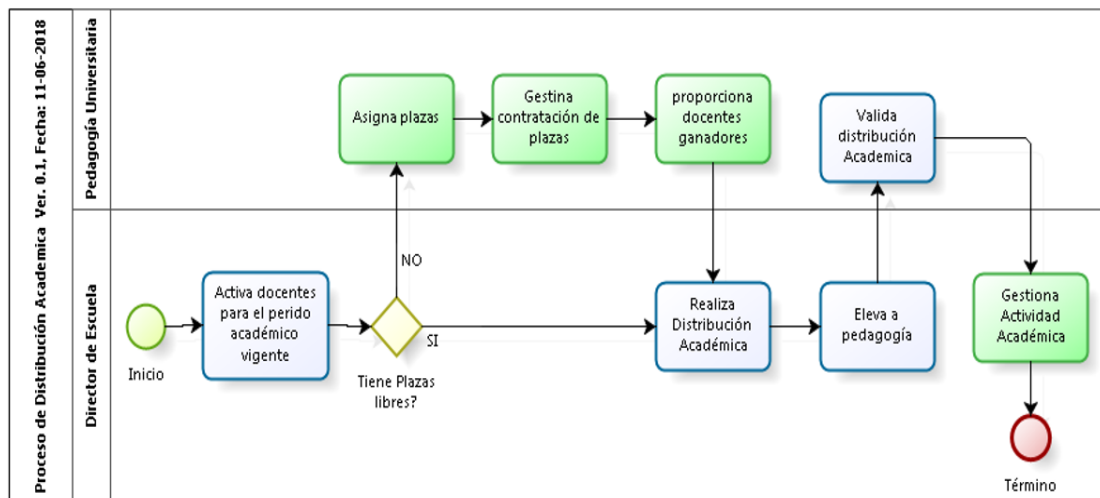 Proceso de Distribución Academica Ver. 0.1, Fecha: 11-06-2018
Pedagogía Universitaria
Asigna plazas
Gestina
contratación de
plazas
proporciona
docentes
ganadores
Valida
distribución
Academica
Director de Escuela
Inicio
Activa docentes
para el perido
académico
vigente
NO
SI
Tiene Plazas
libres?
Realiza
Distribución
Académica
Eleva a
pedagogía
Gestiona
Actividad
Académica
Término